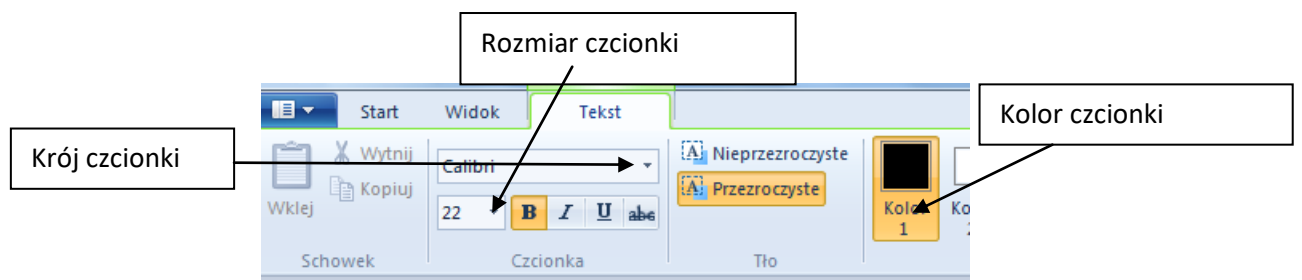 Rozmiar czcionki
Kolor czcionki
Krój czcionki
Start Widok Tekst
Wytnij
Kopiuj
Wklej
Calibri
22 B I U abc
Nieprzezroczyste
Przezroczyste
Kolor
1
Schowek Czcionka Tło